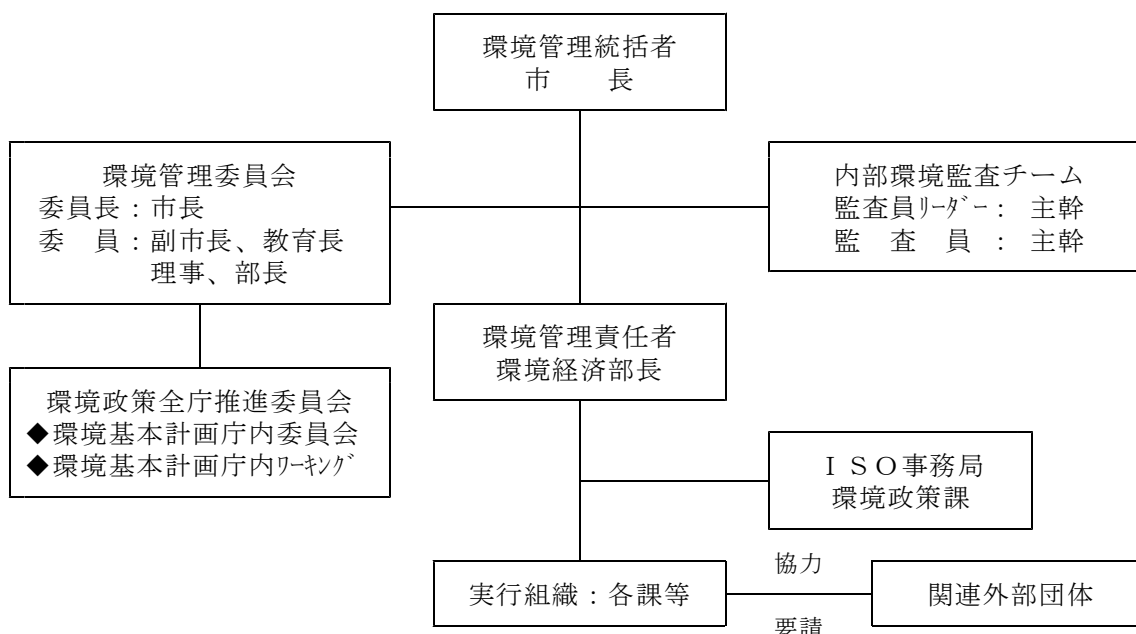 環境管理統括者
市　　長
環境管理委員会
委員長：市長
委　員：副市長、教育長
理事、部長
内部環境監査チーム
監査員ﾘｰﾀﾞｰ：　主幹
監　査　員　：　主幹
環境管理責任者
環境経済部長
環境政策全庁推進委員会
◆環境基本計画庁内委員会
◆環境基本計画庁内ﾜｰｷﾝｸﾞ
ＩＳＯ事務局
環境政策課
実行組織：各課等
協力
要請
関連外部団体